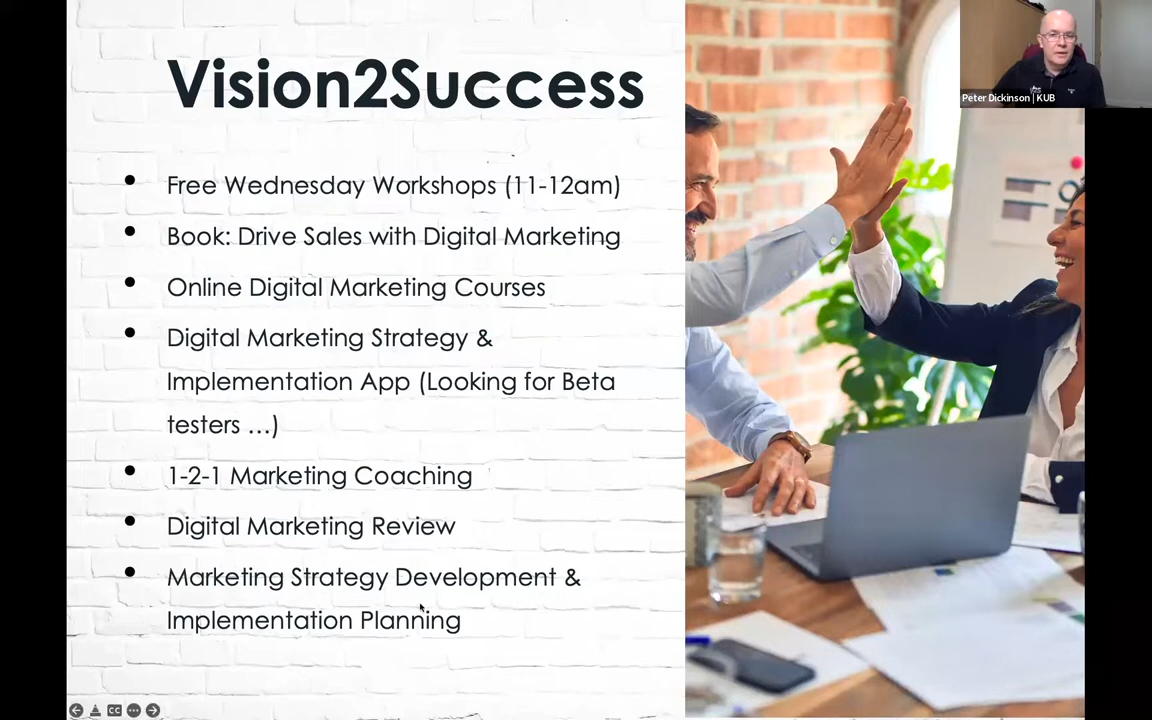 Vision2Success
Free Wednesday Workshops (11-12am)
Book: Drive Sales with Digital Marketing
Online Digital Marketing Courses
Digital Marketing Strategy &
Implementation App (Looking for Beta
testers ...)
1-2-1 Marketing Coaching
Digital Marketing Review
Marketing Strategy Development &
Implementation Planning
Peter Dickinson | KUB
CC